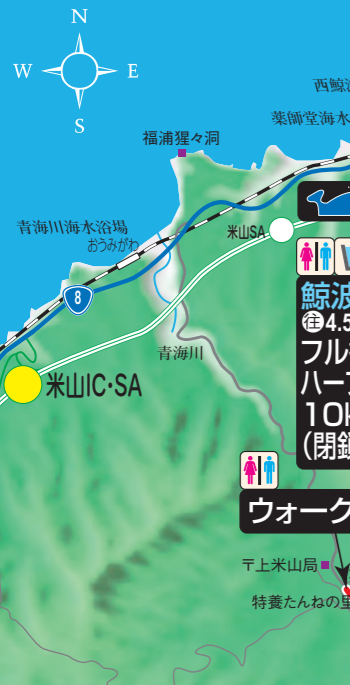 N
W E
S
西鯨波
薬師堂海水
福浦猩々洞
青海川海水浴場
おうみがわ
米山SA
8
鯨波
往4.5
フル
ハーフ
10k
(閉鎖
青海川
米山IC・SA
ウォーク
〒上米山局
特養たんねの里